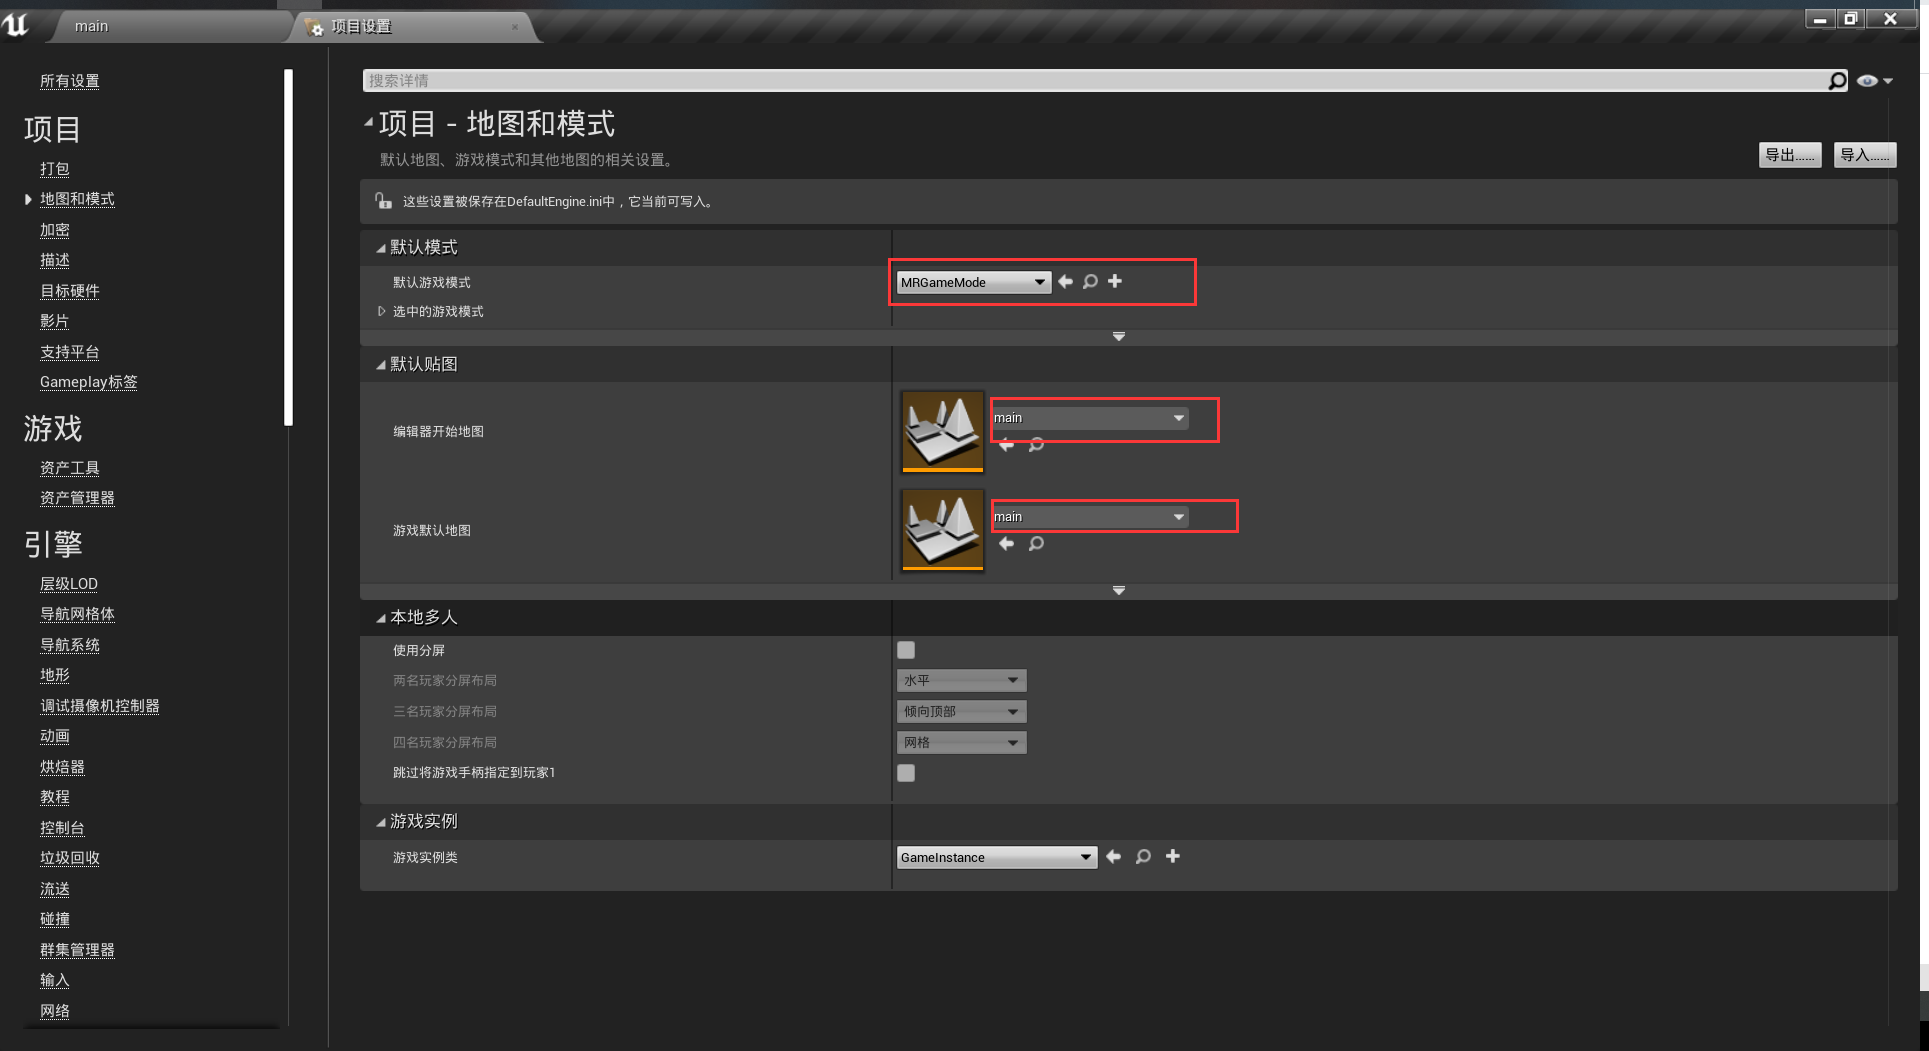 main
项目设置
所有设置
项目
打包
地图和模式
加密
描述
目标硬件
影片
支持平台
Gameplay标签
游戏
资产工具
资产管理器
引擎
层级LOD
导航网格体
导航系统
地形
调试摄像机控制器
动画
烘焙器
教程
控制台
垃圾回收
流送
碰撞
群集管理器
输入
网络
搜索详情
项目 - 地图和模式
默认地图、游戏模式和其他地图的相关设置。
导出......
导入......
这些设置被保存在DefaultEngine.ini中，它当前可写入。
默认模式
默认游戏模式
MRGameMode
选中的游戏模式
默认贴图
编辑器开始地图
main
游戏默认地图
main
本地多人
使用分屏
两名玩家分屏布局
水平
三名玩家分屏布局
倾向顶部
四名玩家分屏布局
网格
跳过将游戏手柄指定到玩家1
游戏实例
游戏实例类
GameInstance